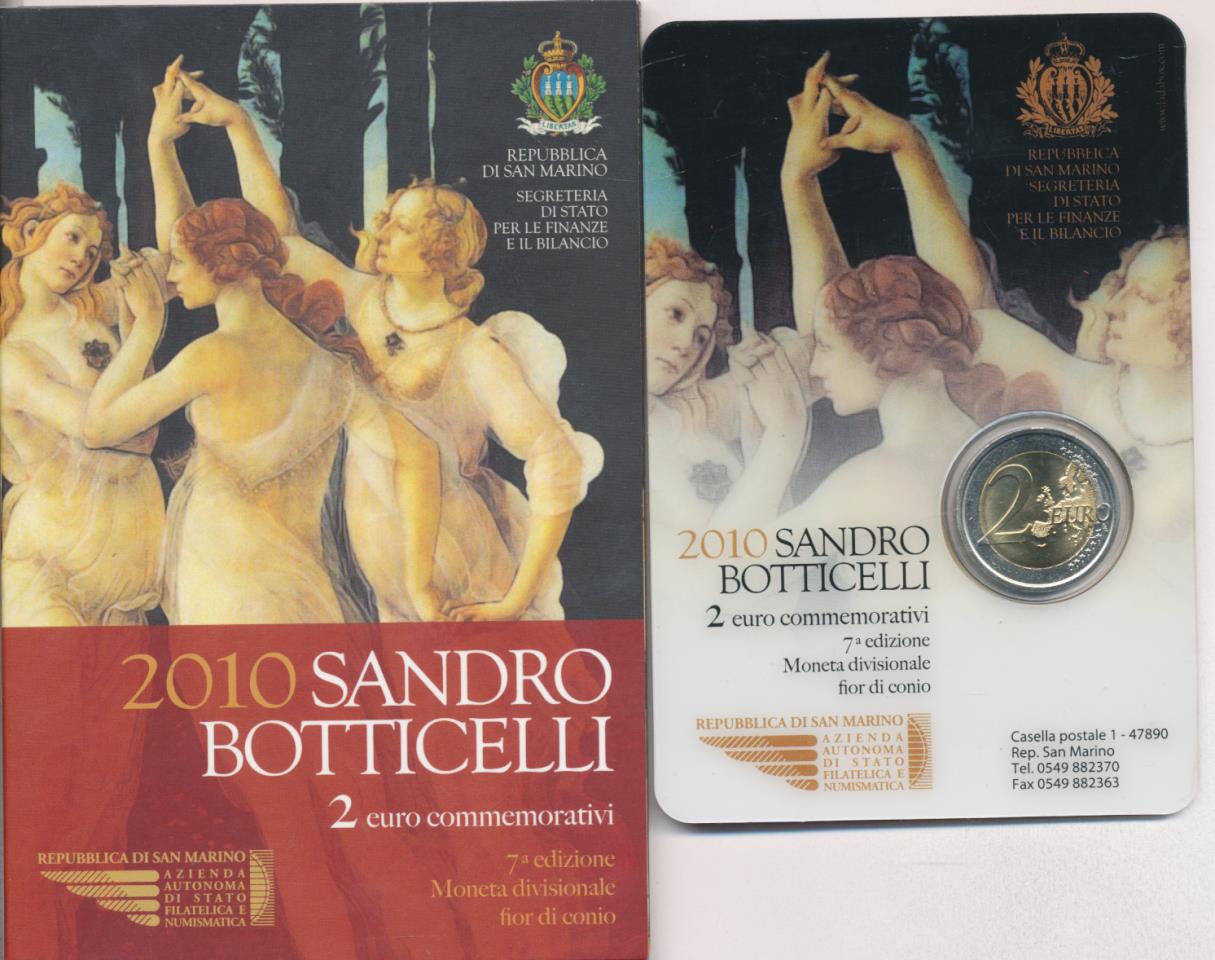 LIBERTAS
REPUBBLICA
DI SAN MARINO
SEGRETERIA
DI STATO
PER LE FINANZE
E IL BILANCIO
2010 SANDRO
BOTTICELLI
2 euro commemorativi
7ª edizione
Moneta divisionale
fior di conio
REPUBBLICA DI SAN MARINO
AZIENDA
AUTONOMA
DI STATO
FILATELICA E
NUMISMATICA
LIBERTAS
REPUBBLICA
DI SAN MARINO
SEGRETERIA
DI STATO
PER LE FINANZE
E IL BILANCIO
2 EURO
2010 SANDRO
BOTTICELLI
2 euro commemorativi
7ª edizione
Moneta divisionale
fior di conio
REPUBBLICA DI SAN MARINO
AZIENDA
AUTONOMA
DI STATO
FILATELICA E
NUMISMATICA
Casella postale 1 - 47890
Rep. San Marino
Tel. 0549 882370
Fax 0549 882363